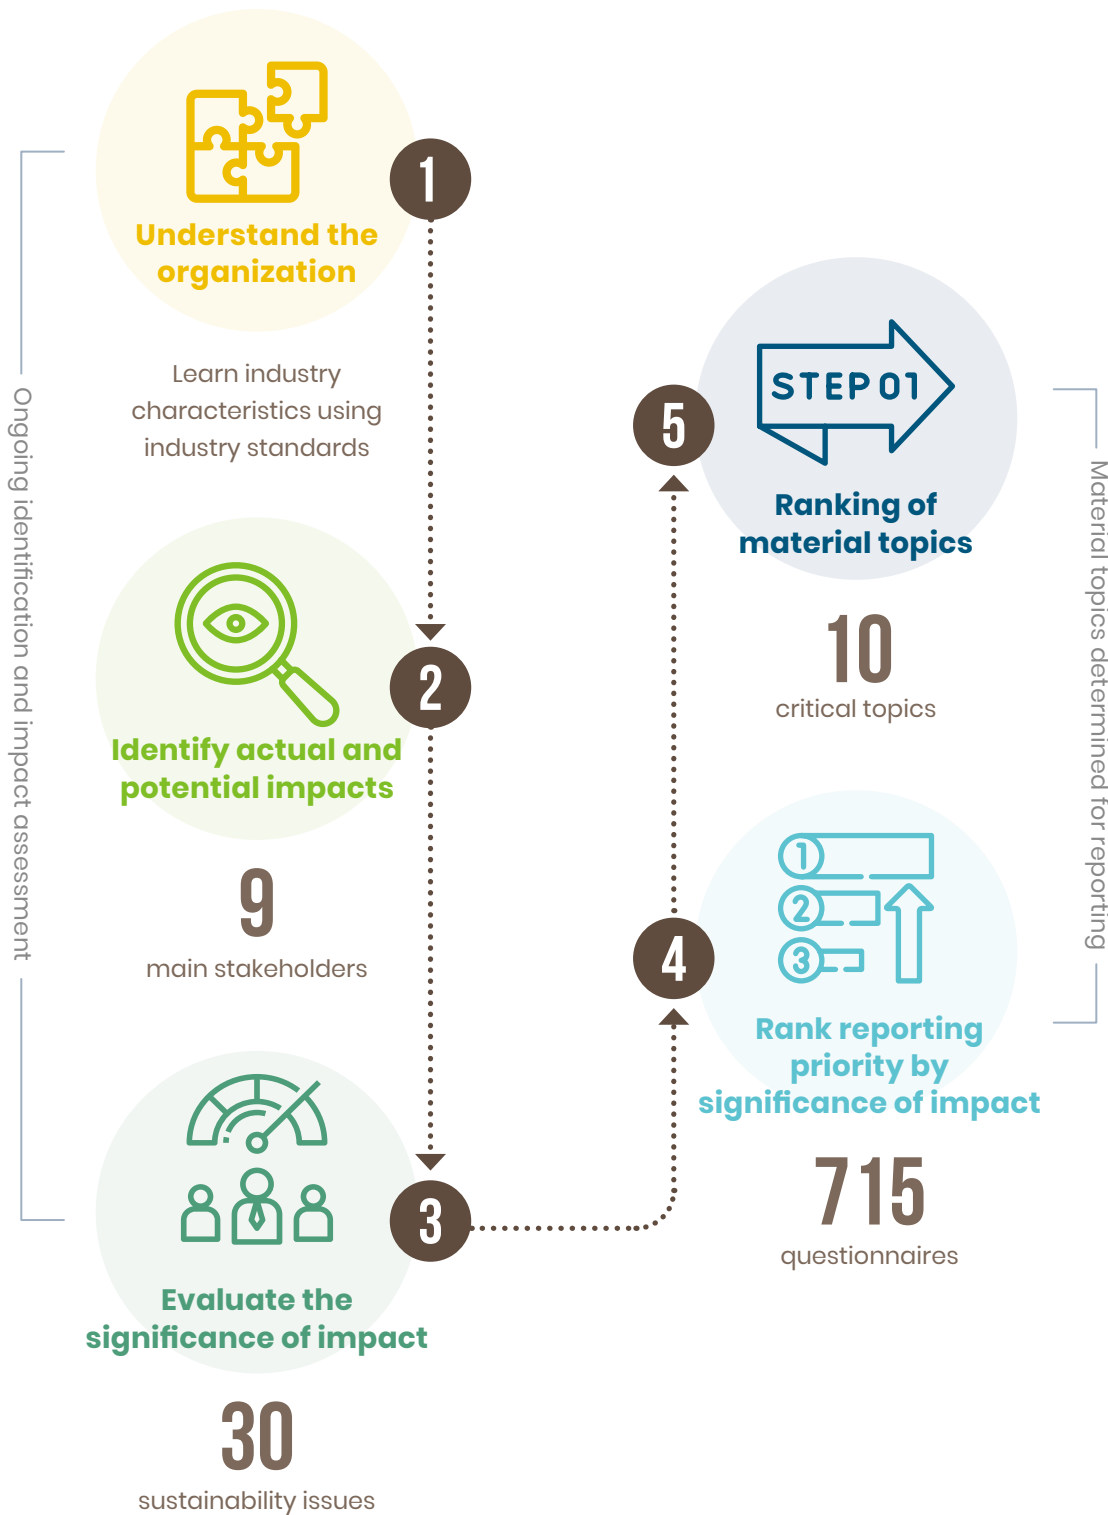 Ongoing identification and impact assessment
1
Understand the
organization
Learn industry
characteristics using
industry standards
2
Identify actual and
potential impacts
9
main stakeholders
3
Evaluate the
significance of impact
30
sustainability issues
4
1
2
3
Rank reporting
priority by
significance of impact
715
questionnaires
5
STEP 01
Ranking of
material topics
10
critical topics
Material topics determined for reporting